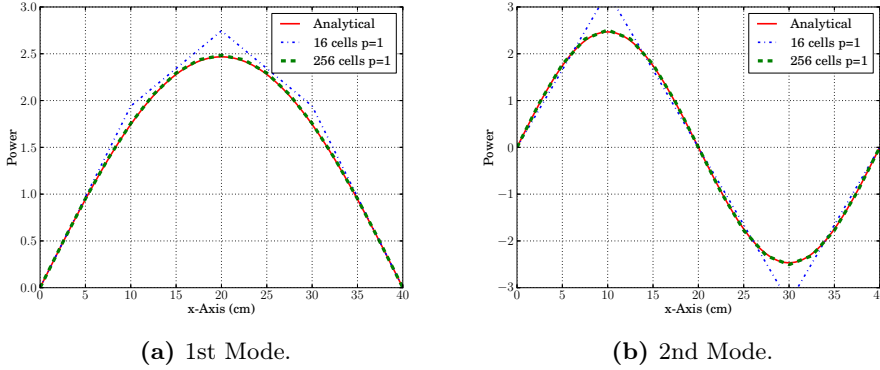 3.0
2.5
2.0
1.5
1.0
0.5
0.0
Power
0 5 10 15 20 25 30 35 40
x-Axis (cm)
Analytical
16 cells p=1
256 cells p=1
(a) 1st Mode.
3
2
1
0
−1
−2
−3
Power
0 5 10 15 20 25 30 35 40
x-Axis (cm)
Analytical
16 cells p=1
256 cells p=1
(b) 2nd Mode.